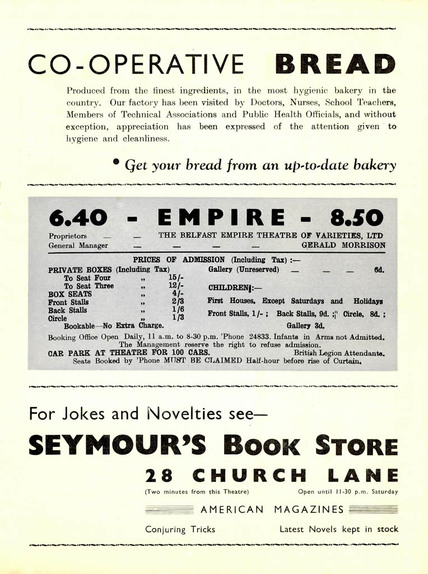 CO-OPERATIVE BREAD
Produced from the finest ingredients, in the most hygienic bakery in the
country. Our factory has been visited by Doctors, Nurses, School Teachers,
Members of Technical Associations and Public Health Officials, and without
exception, appreciation has been expressed of the attention given to
hygiene and cleanliness.
• Get your bread from an up-to-date bakery
6.40 - EMPIRE - 8.50
Proprietors — — THE BELFAST EMPIRE THEATRE OF VARIETIES, LTD
General Manager — — — — GERALD MORRISON
PRICES OF ADMISSION (Including Tax) :—
PRIVATE BOXES (Including Tax)
To Seat Four „ 15/-
To Seat Three „ 12/-
BOX SEATS „ 4/-
Front Stalls „ 2/3
Back Stalls „ 1/6
Circle „ 1/3
Bookable—No Extra Charge.
Gallery (Unreserved) — — — 6d.
CHILDREN:—
First Houses, Except Saturdays and Holidays
Front Stalls, 1/- ; Back Stalls, 9d. ; Circle, 8d. ;
Gallery 3d.
Booking Office Open Daily, 11 a.m. to 8-30 p.m. 'Phone 24833. Infants in Arms not Admitted.
The Management reserve the right to refuse admission.
CAR PARK AT THEATRE FOR 100 CARS. British Legion Attendants.
Seats Booked by 'Phone MUST BE CLAIMED Half-hour before rise of Curtain.
For Jokes and Novelties see—
SEYMOUR'S BOOK STORE
28 CHURCH LANE
(Two minutes from this Theatre) Open until 11-30 p.m. Saturday
AMERICAN MAGAZINES
Conjuring Tricks Latest Novels kept in stock